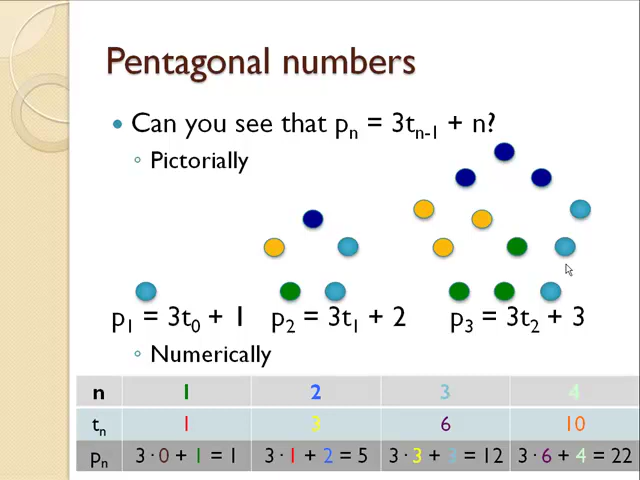 Pentagonal numbers
• Can you see that pₙ = 3tₙ₋₁ + n?
◦ Pictorially
p₁ = 3t₀ + 1 p₂ = 3t₁ + 2 p₃ = 3t₂ + 3
◦ Numerically
n 1 2 3 4
tₙ 1 3 6 10
pₙ 3·0 + 1 = 1 3·1 + 2 = 5 3·3 + 3 = 12 3·6 + 4 = 22